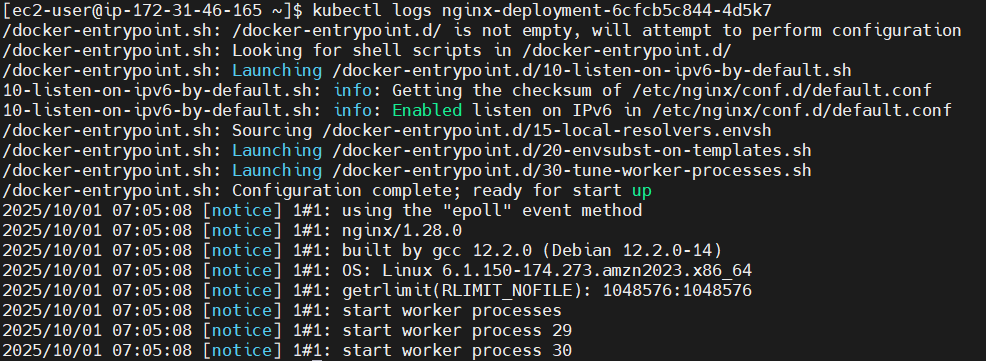 [ec2-user@ip-172-31-46-165 ~]$ kubectl logs nginx-deployment-6cfcb5c844-4d5k7
/docker-entrypoint.sh: /docker-entrypoint.d/ is not empty, will attempt to perform configuration
/docker-entrypoint.sh: Looking for shell scripts in /docker-entrypoint.d/
/docker-entrypoint.sh: Launching /docker-entrypoint.d/10-listen-on-ipv6-by-default.sh
10-listen-on-ipv6-by-default.sh: info: Getting the checksum of /etc/nginx/conf.d/default.conf
10-listen-on-ipv6-by-default.sh: info: Enabled listen on IPv6 in /etc/nginx/conf.d/default.conf
/docker-entrypoint.sh: Sourcing /docker-entrypoint.d/15-local-resolvers.envsh
/docker-entrypoint.sh: Launching /docker-entrypoint.d/20-envsubst-on-templates.sh
/docker-entrypoint.sh: Launching /docker-entrypoint.d/30-tune-worker-processes.sh
/docker-entrypoint.sh: Configuration complete; ready for start up
2025/10/01 07:05:08 [notice] 1#1: using the "epoll" event method
2025/10/01 07:05:08 [notice] 1#1: nginx/1.28.0
2025/10/01 07:05:08 [notice] 1#1: built by gcc 12.2.0 (Debian 12.2.0-14)
2025/10/01 07:05:08 [notice] 1#1: OS: Linux 6.1.150-174.273.amzn2023.x86_64
2025/10/01 07:05:08 [notice] 1#1: getrlimit(RLIMIT_NOFILE): 1048576:1048576
2025/10/01 07:05:08 [notice] 1#1: start worker processes
2025/10/01 07:05:08 [notice] 1#1: start worker process 29
2025/10/01 07:05:08 [notice] 1#1: start worker process 30